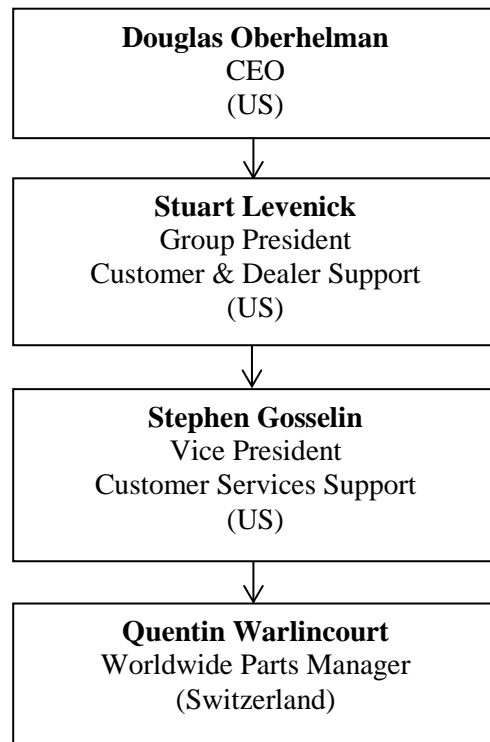 Douglas Oberhelman
CEO
(US)
Stuart Levenick
Group President
Customer & Dealer Support
(US)
Stephen Gosselin
Vice President
Customer Services Support
(US)
Quentin Warlincourt
Worldwide Parts Manager
(Switzerland)